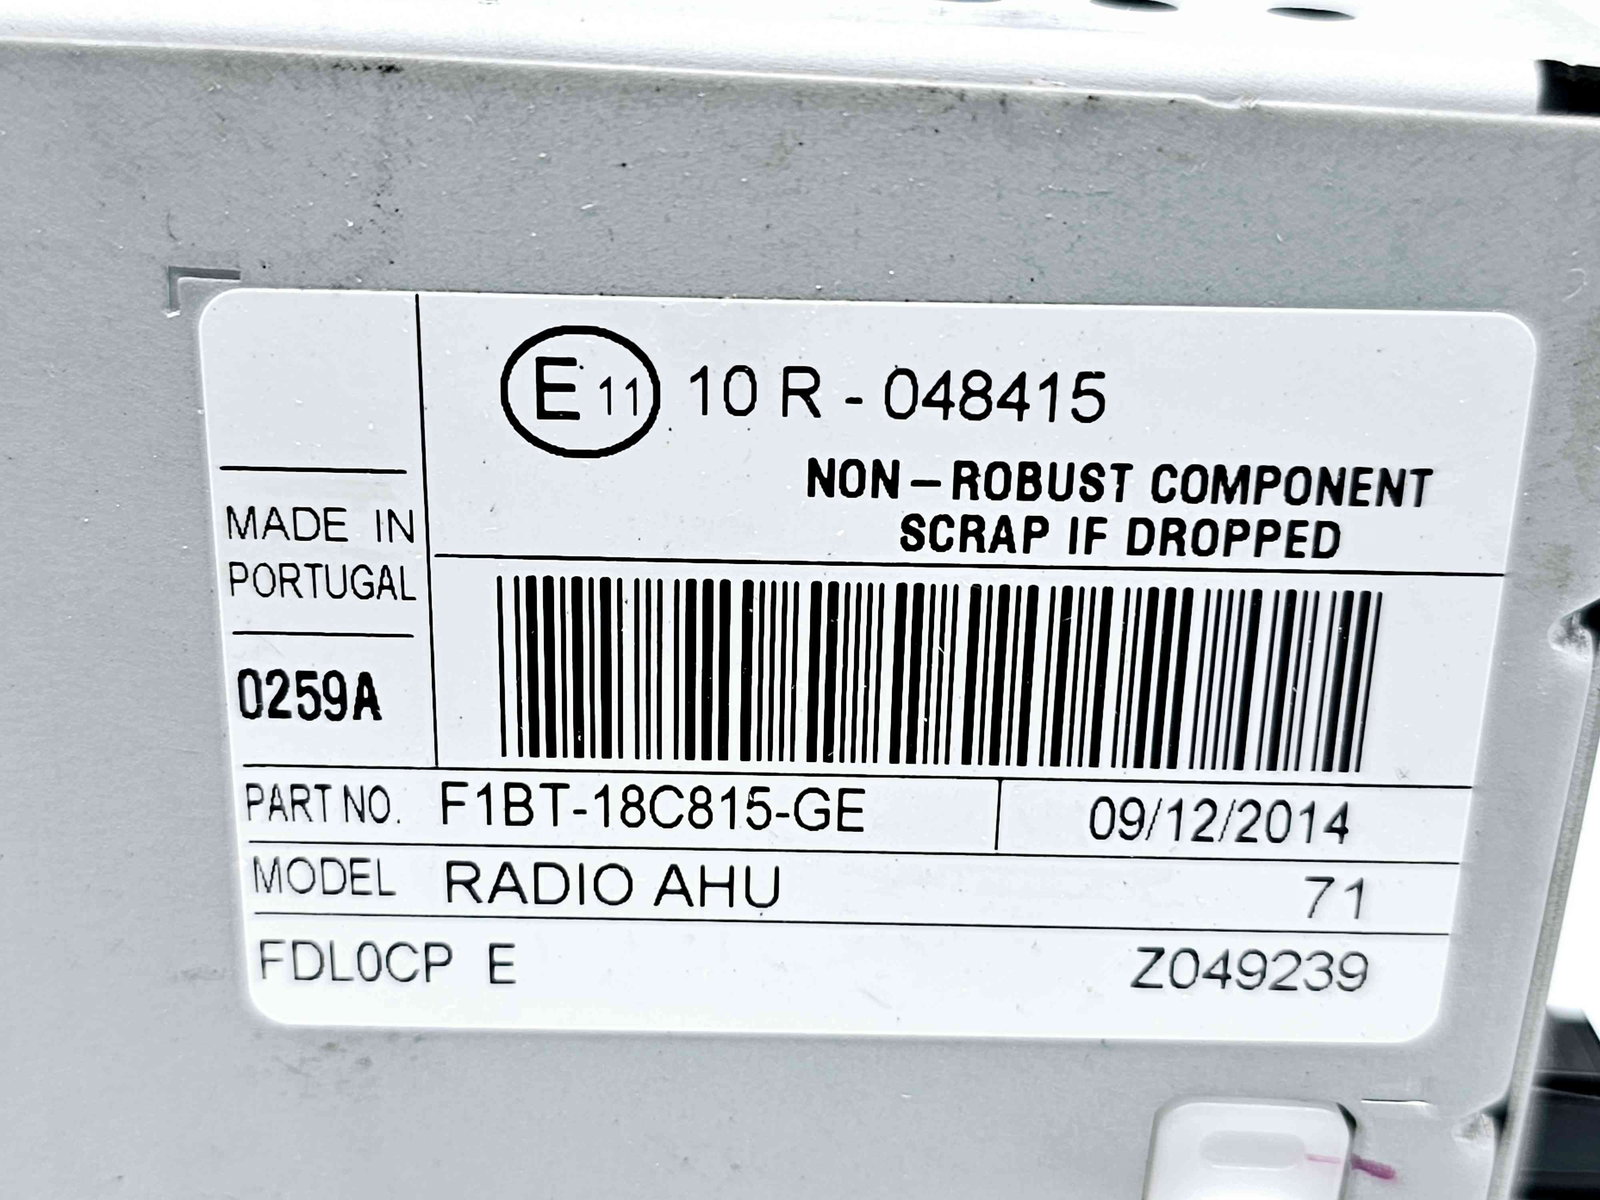 E 11 10 R - 048415
NON-ROBUST COMPONENT
SCRAP IF DROPPED
MADE IN
PORTUGAL
0259A
PART NO. F1BT-18C815-GE 09/12/2014
MODEL RADIO AHU 71
FDL0CP E Z049239